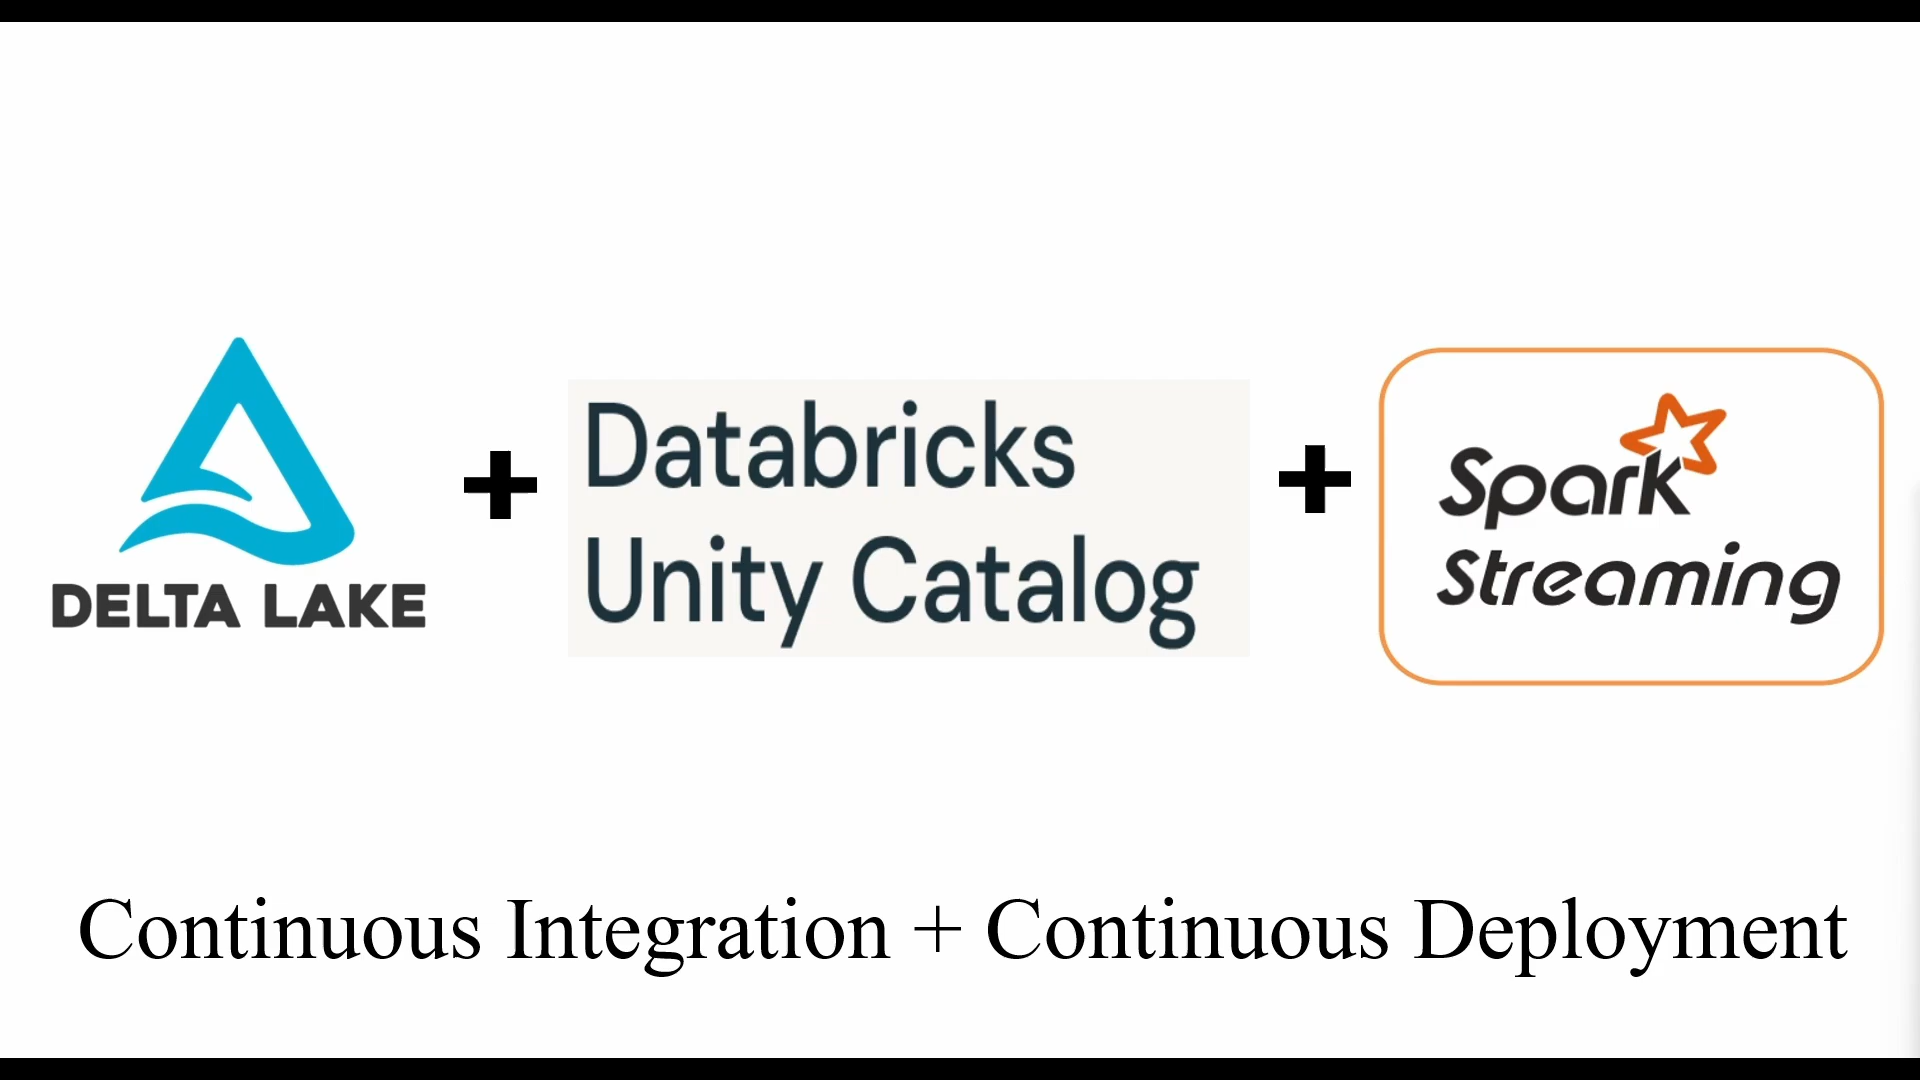 DELTA LAKE
+
Databricks
Unity Catalog
+
Spark
Streaming
Continuous Integration + Continuous Deployment